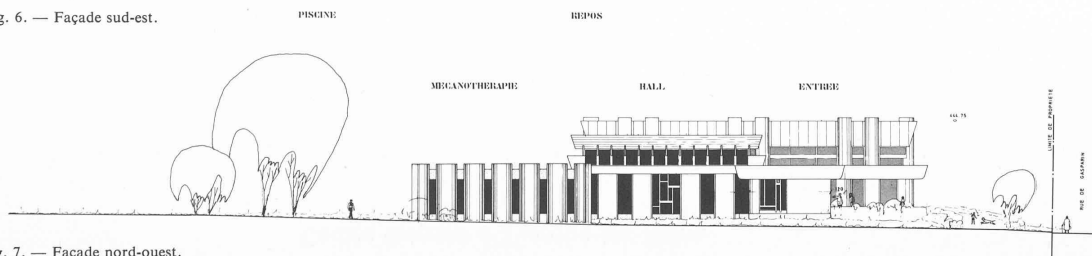 g. 6. — Façade sud-est.
PISCINE
REPOS
MECANOTHERAPIE
HALL
ENTREE
LIMITE DE PROPRIETE
RUE DE GASPARIN
g. 7. — Façade nord-ouest.